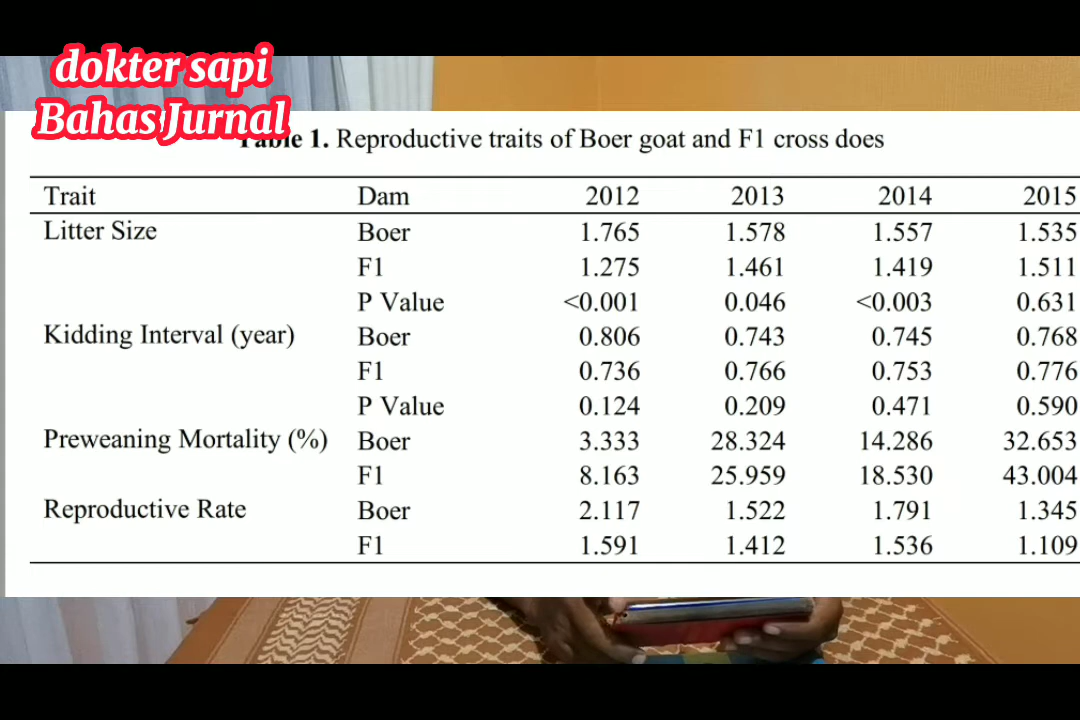 dokter sapi
Bahas Jurnal
Table 1. Reproductive traits of Boer goat and F1 cross does
Trait Dam 2012 2013 2014 2015
Litter Size Boer 1.765 1.578 1.557 1.535
F1 1.275 1.461 1.419 1.511
P Value <0.001 0.046 <0.003 0.631
Kidding Interval (year) Boer 0.806 0.743 0.745 0.768
F1 0.736 0.766 0.753 0.776
P Value 0.124 0.209 0.471 0.590
Preweaning Mortality (%) Boer 3.333 28.324 14.286 32.653
F1 8.163 25.959 18.530 43.004
Reproductive Rate Boer 2.117 1.522 1.791 1.345
F1 1.591 1.412 1.536 1.109